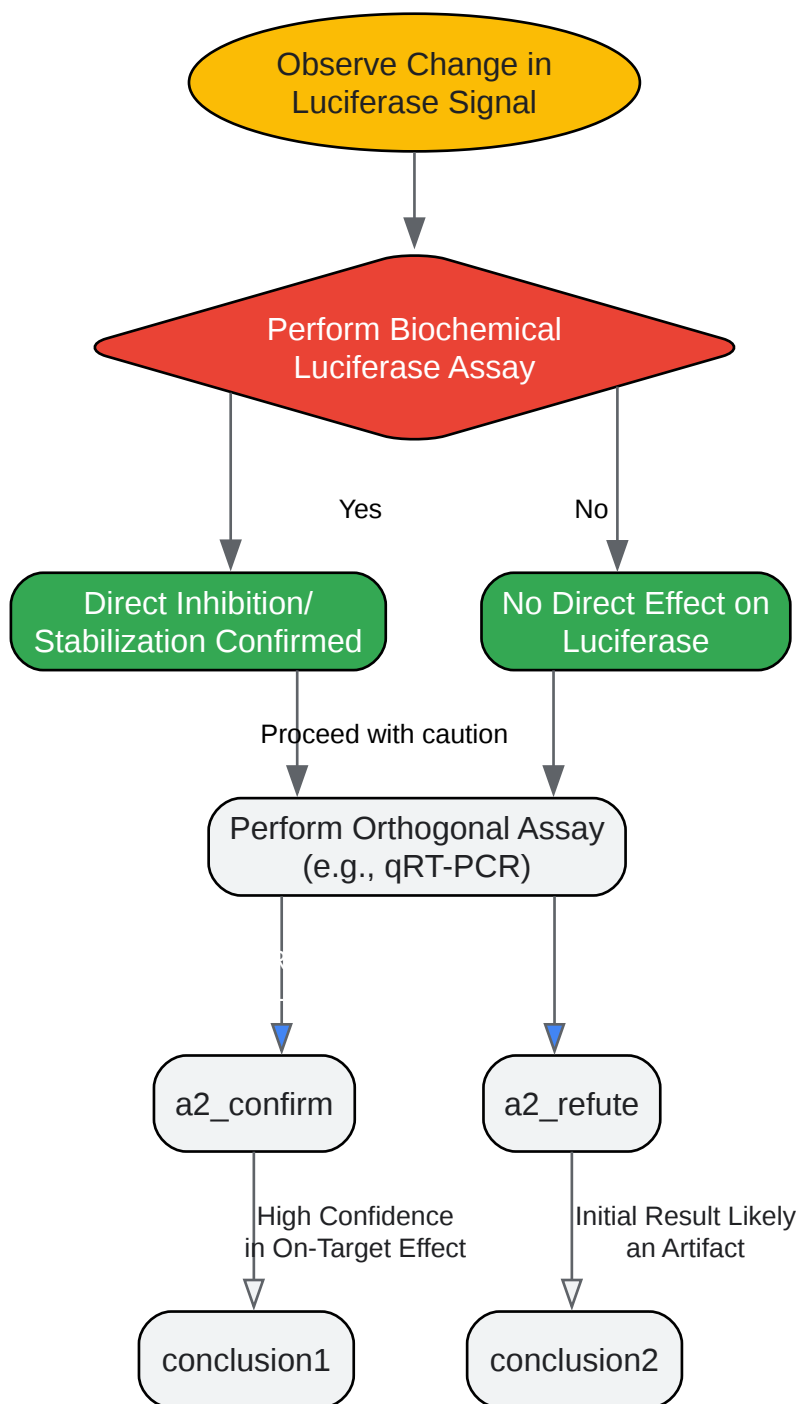 Observe Change in
Luciferase Signal
Perform Biochemical
Luciferase Assay
Yes
No
Direct Inhibition/
Stabilization Confirmed
No Direct Effect on
Luciferase
Proceed with caution
Perform Orthogonal Assay
(e.g., qRT-PCR)
a2_confirm
a2_refute
High Confidence
in On-Target Effect
Initial Result Likely
an Artifact
conclusion1
conclusion2